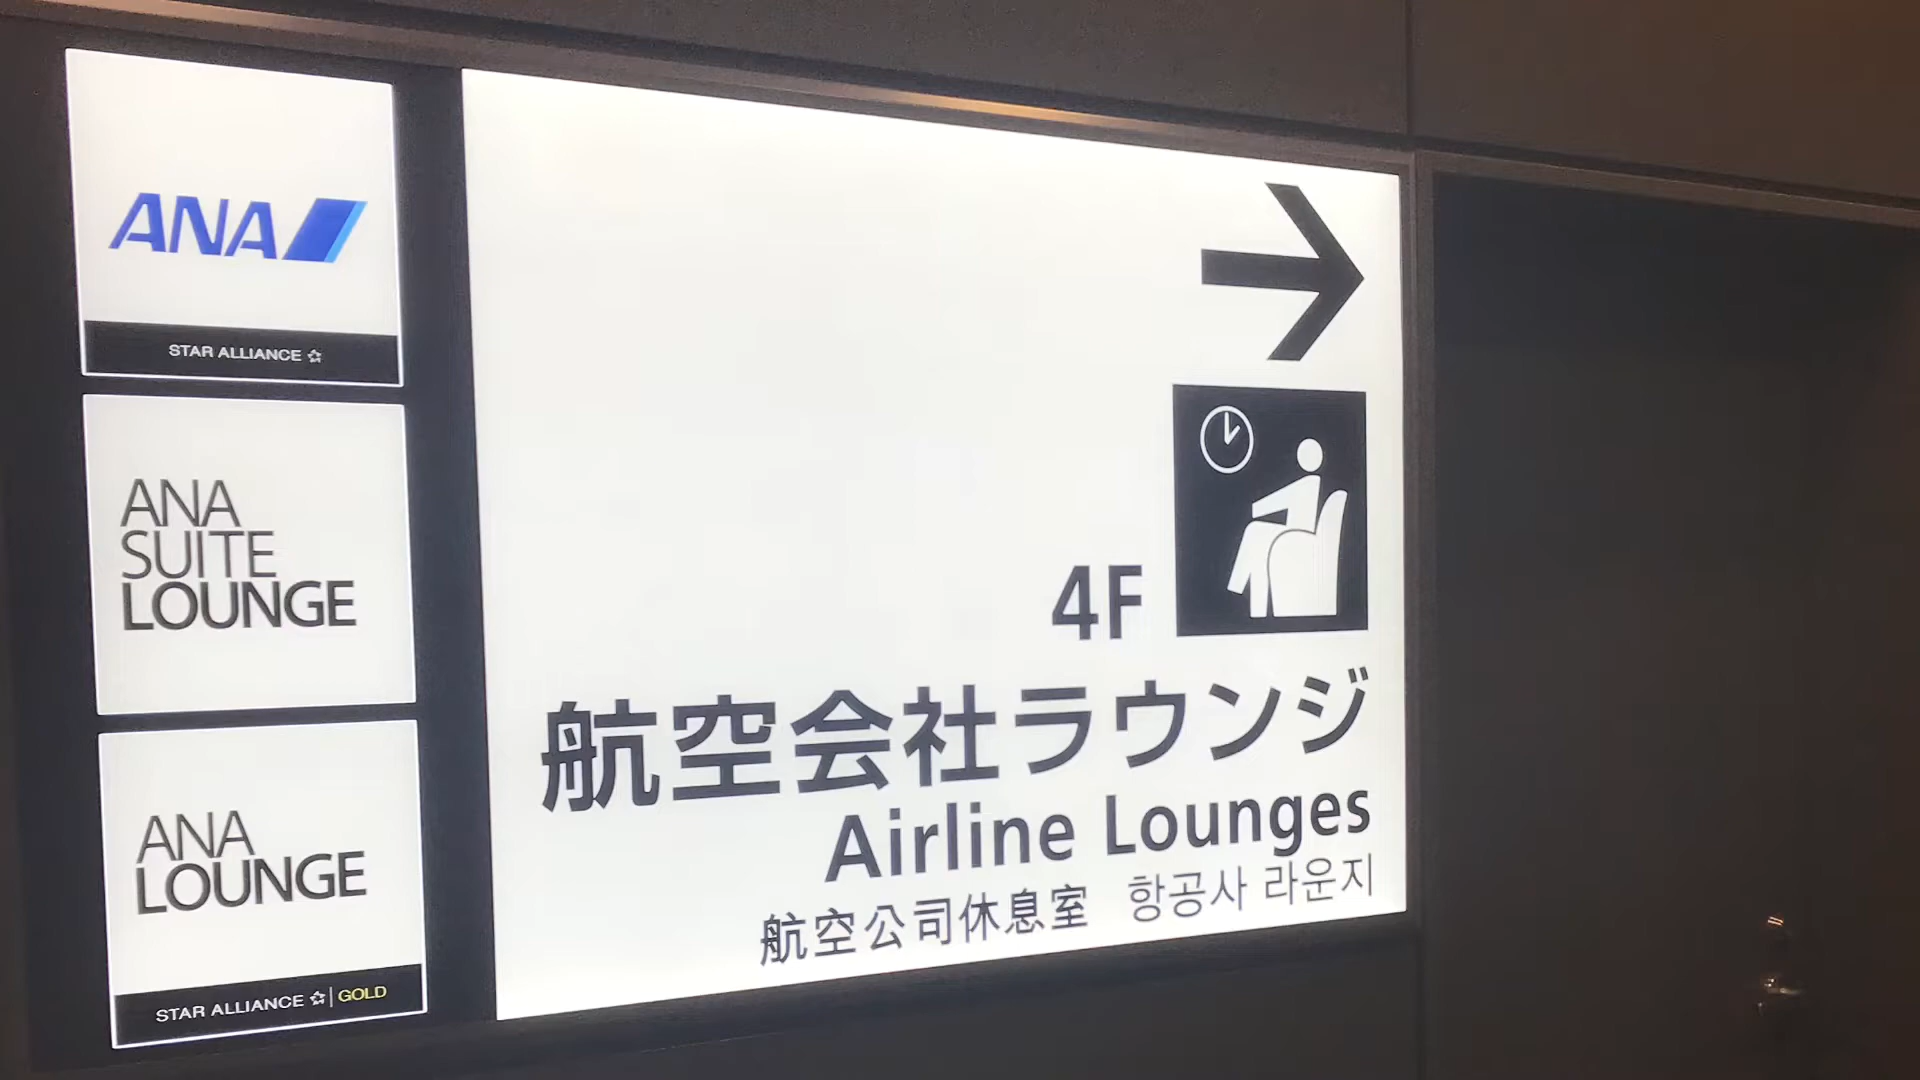 ANA
STAR ALLIANCE
ANA
SUITE
LOUNGE
ANA
LOUNGE
STAR ALLIANCE | GOLD
4F
航空会社ラウンジ
Airline Lounges
航空公司休息室 항공사 라운지